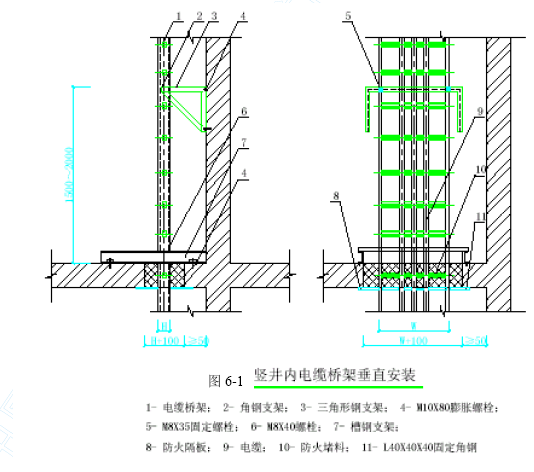 1 2 3 4
5
6
7
4
9
10
8
11
1500-2000
H
H+100 ≥50
W
W+100 ≥50
图 6-1 竖井内电缆桥架垂直安装
1- 电缆桥架； 2- 角钢支架； 3- 三角形钢支架； 4- M10X80膨胀螺栓；
5- M8X35固定螺栓； 6- M8X40螺栓； 7- 槽钢支架；
8- 防火隔板； 9- 电缆； 10- 防火堵料； 11- L40X40X40固定角钢